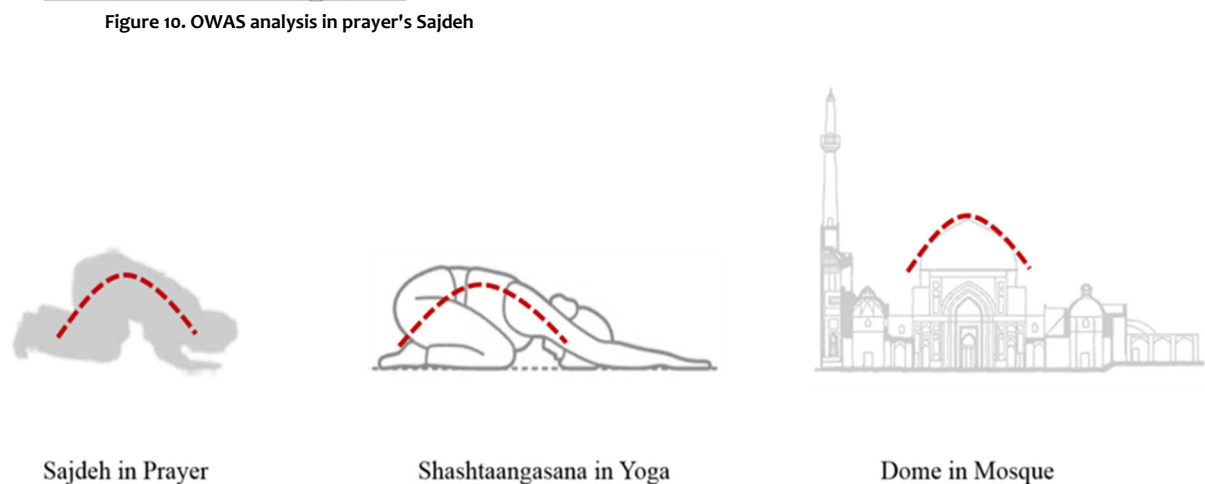 Figure 10. OWAS analysis in prayer's Sajdeh
Sajdeh in Prayer
Shashtaangasana in Yoga
Dome in Mosque